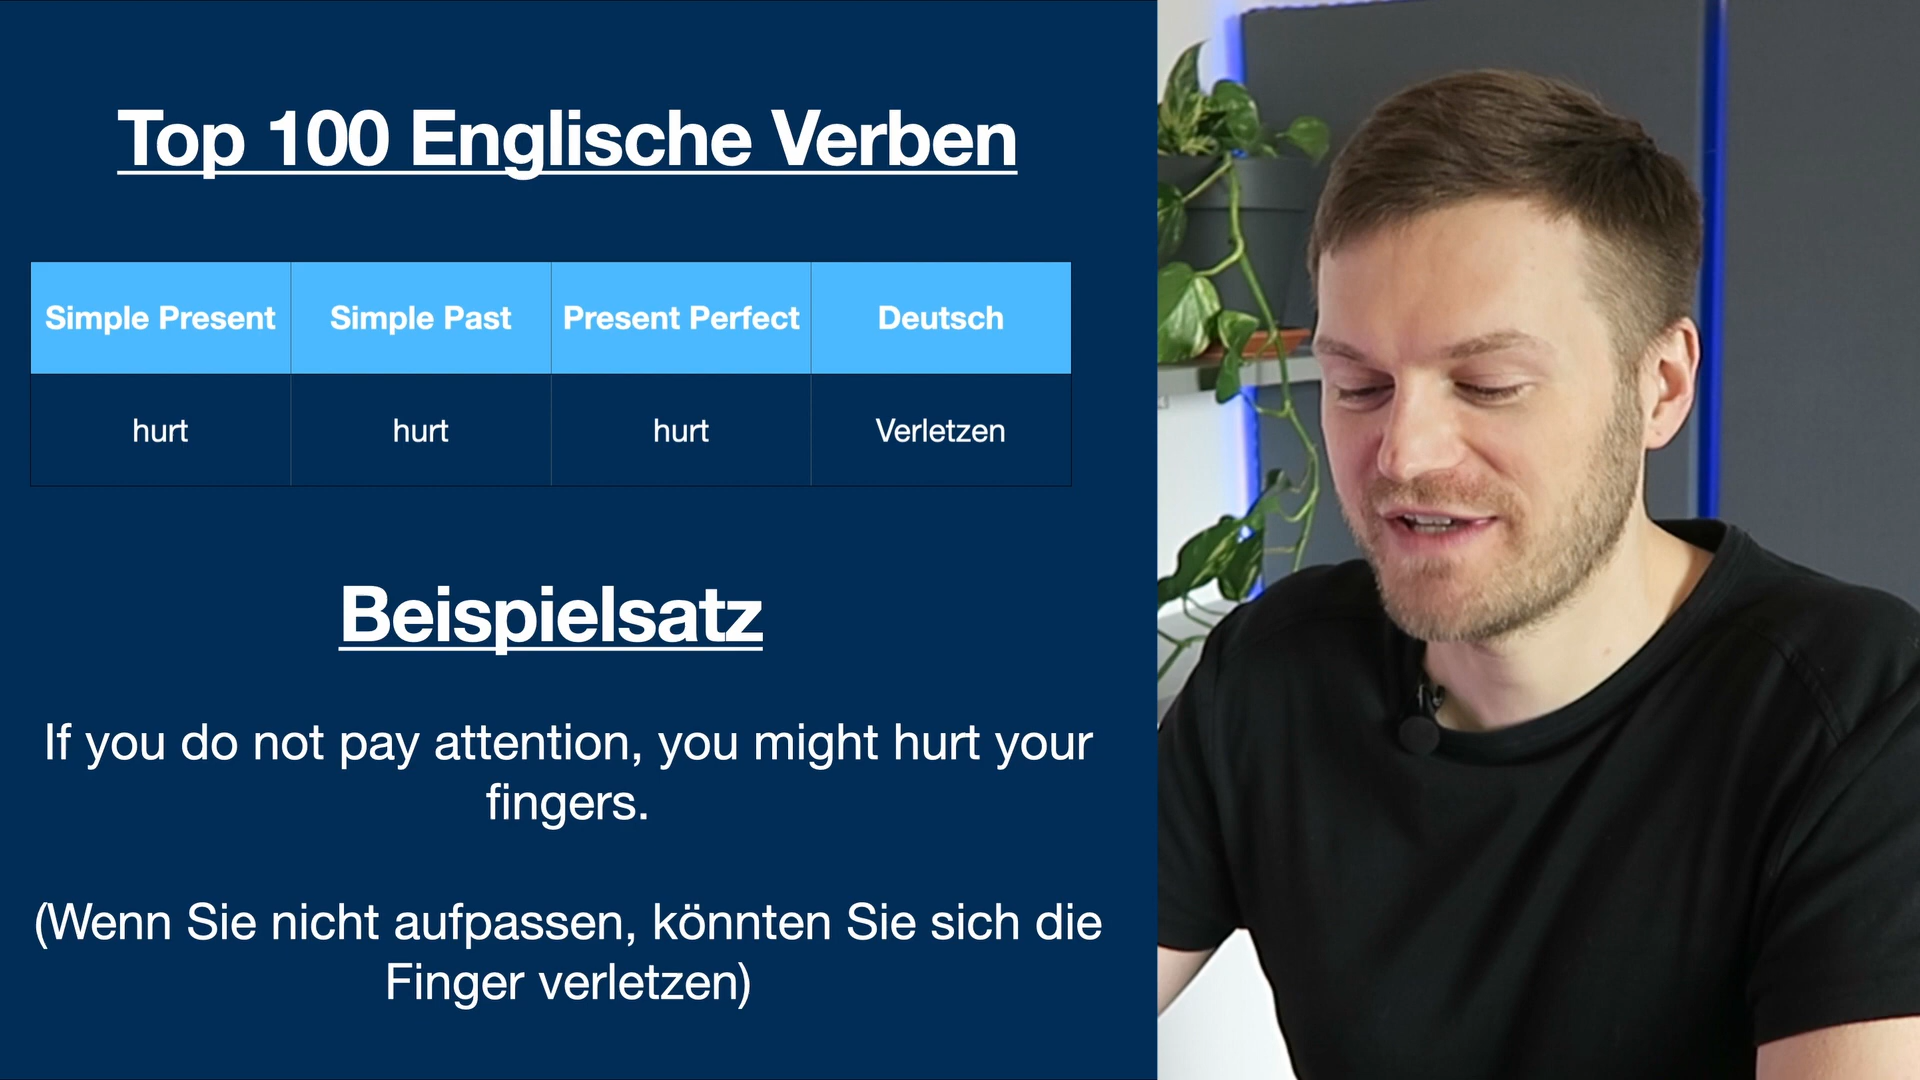 Top 100 Englische Verben
Simple Present Simple Past Present Perfect Deutsch
hurt hurt hurt Verletzen
Beispielsatz
If you do not pay attention, you might hurt your
fingers.
(Wenn Sie nicht aufpassen, könnten Sie sich die
Finger verletzen)